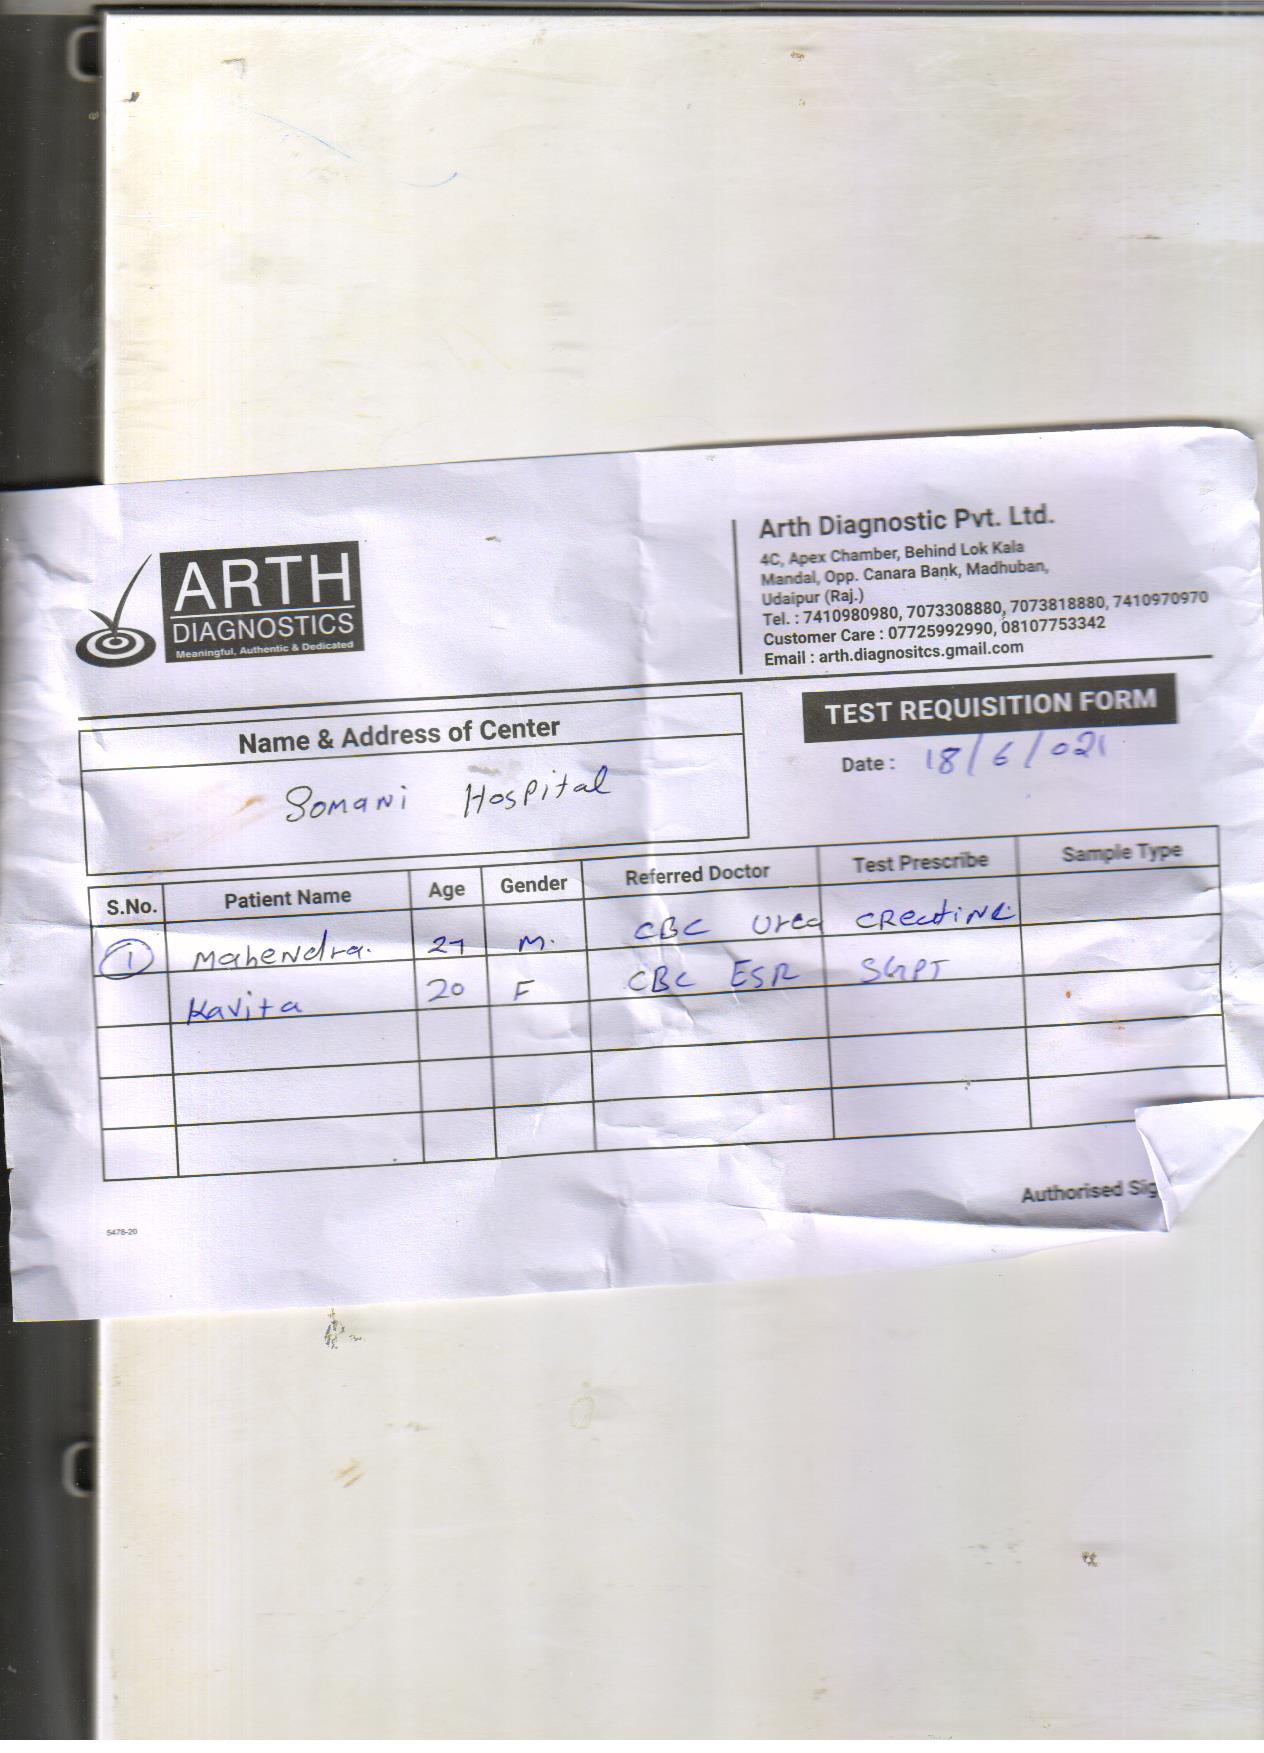 ARTH
DIAGNOSTICS
Meaningful, Authentic & Dedicated
Arth Diagnostic Pvt. Ltd.
4C, Apex Chamber, Behind Lok Kala
Mandal, Opp. Canara Bank, Madhuban,
Udaipur (Raj.)
Tel. : 7410980980, 7073308880, 7073818880, 7410970970
Customer Care : 07725992990, 08107753342
Email : arth.diagnositcs.gmail.com
TEST REQUISITION FORM
Date : 18/6/021
Name & Address of Center
Somani Hospital
S.No. Patient Name Age Gender Referred Doctor Test Prescribe Sample Type
1 Mahendra. 27 M. CBC Urea CReatine
Kavita 20 F CBC ESR SGPT
Authorised Sig
5478-20